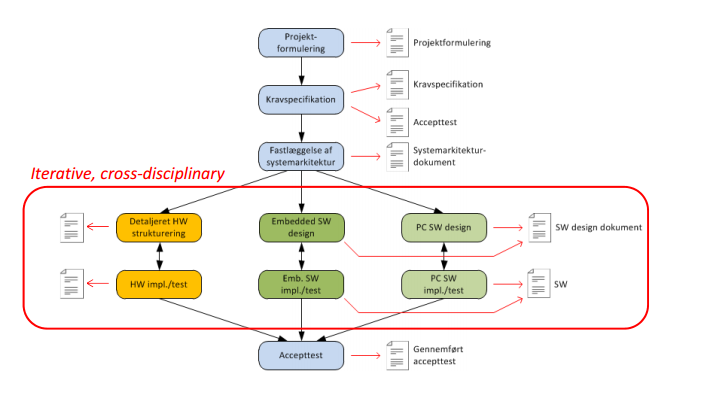 Projekt-
formulering
Projektformulering
Kravspecifikation
Kravspecifikation
Accepttest
Fastlæggelse af
systemarkitektur
Systemarkitektur-
dokument
Iterative, cross-disciplinary
Detaljeret HW
strukturering
Embedded SW
design
PC SW design
SW design dokument
HW impl./test
Emb. SW
impl./test
PC SW
impl./test
SW
Accepttest
Gennemført
accepttest